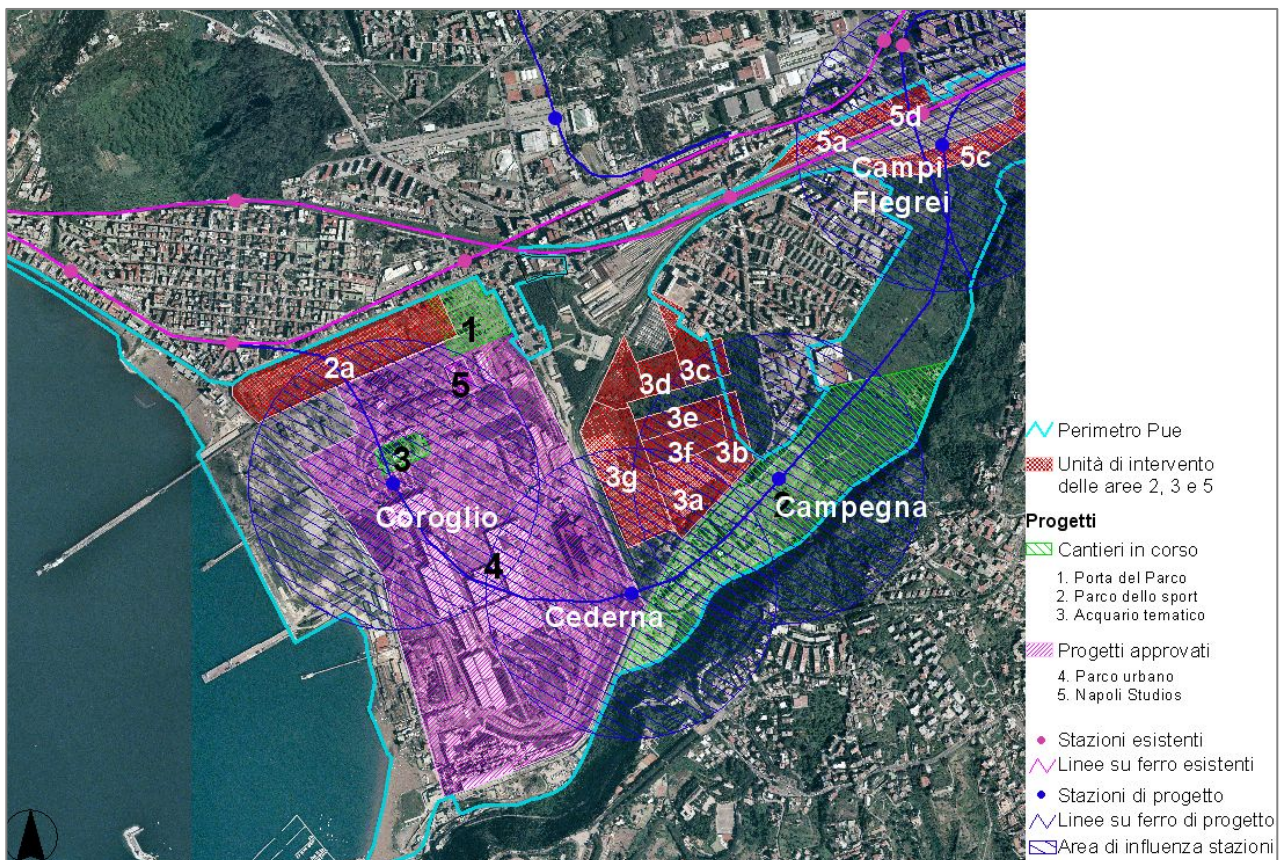 5d
5a
Campi
Flegrei
5c
1
2a
5
3d
3c
3e
3f
3b
3
3g
3a
Coroglio
Campegna
4
Cederna
Perimetro Pue
Unità di intervento
delle aree 2, 3 e 5
Progetti
Cantieri in corso
1. Porta del Parco
2. Parco dello sport
3. Acquario tematico
Progetti approvati
4. Parco urbano
5. Napoli Studios
Stazioni esistenti
Linee su ferro esistenti
Stazioni di progetto
Linee su ferro di progetto
Area di influenza stazioni